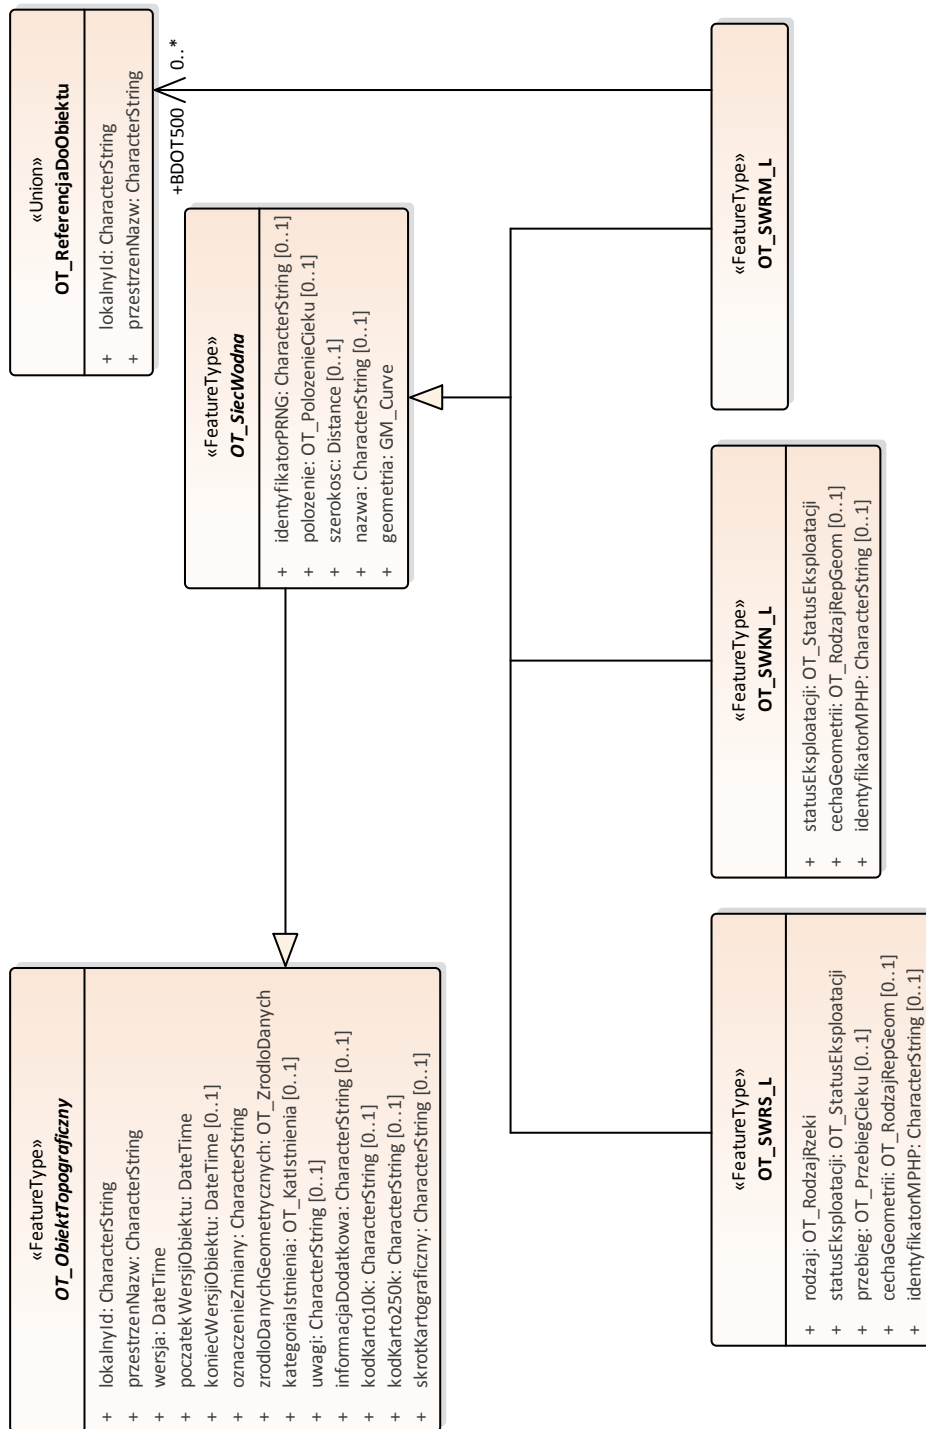 «FeatureType»
OT_ObiektTopograficzny
+ lokalnyId: CharacterString
+ przestrzenNazw: CharacterString
+ wersja: DateTime
+ poczatekWersjiObiektu: DateTime
+ koniecWersjiObiektu: DateTime [0..1]
+ oznaczenieZmiany: CharacterString
+ zrodloDanychGeometrycznych: OT_ZrodloDanych
+ kategoriaIstnienia: OT_KatIstnienia [0..1]
+ uwagi: CharacterString [0..1]
+ informacjaDodatkowa: CharacterString [0..1]
+ kodKarto10k: CharacterString [0..1]
+ kodKarto250k: CharacterString [0..1]
+ skrotKartograficzny: CharacterString [0..1]
«Union»
OT_ReferencjaDoObiektu
+ lokalnyId: CharacterString
+ przestrzenNazw: CharacterString
+BDOT500 0..*
«FeatureType»
OT_SiecWodna
+ identyfikatorPRNG: CharacterString [0..1]
+ polozenie: OT_PolozenieCieku [0..1]
+ szerokosc: Distance [0..1]
+ nazwa: CharacterString [0..1]
+ geometria: GM_Curve
«FeatureType»
OT_SWRS_L
+ rodzaj: OT_RodzajRzeki
+ statusEksploatacji: OT_StatusEksploatacji
+ przebieg: OT_PrzebiegCieku [0..1]
+ cechaGeometrii: OT_RodzajRepGeom [0..1]
+ identyfikatorMPHP: CharacterString [0..1]
«FeatureType»
OT_SWKN_L
+ statusEksploatacji: OT_StatusEksploatacji
+ cechaGeometrii: OT_RodzajRepGeom [0..1]
+ identyfikatorMPHP: CharacterString [0..1]
«FeatureType»
OT_SWRM_L